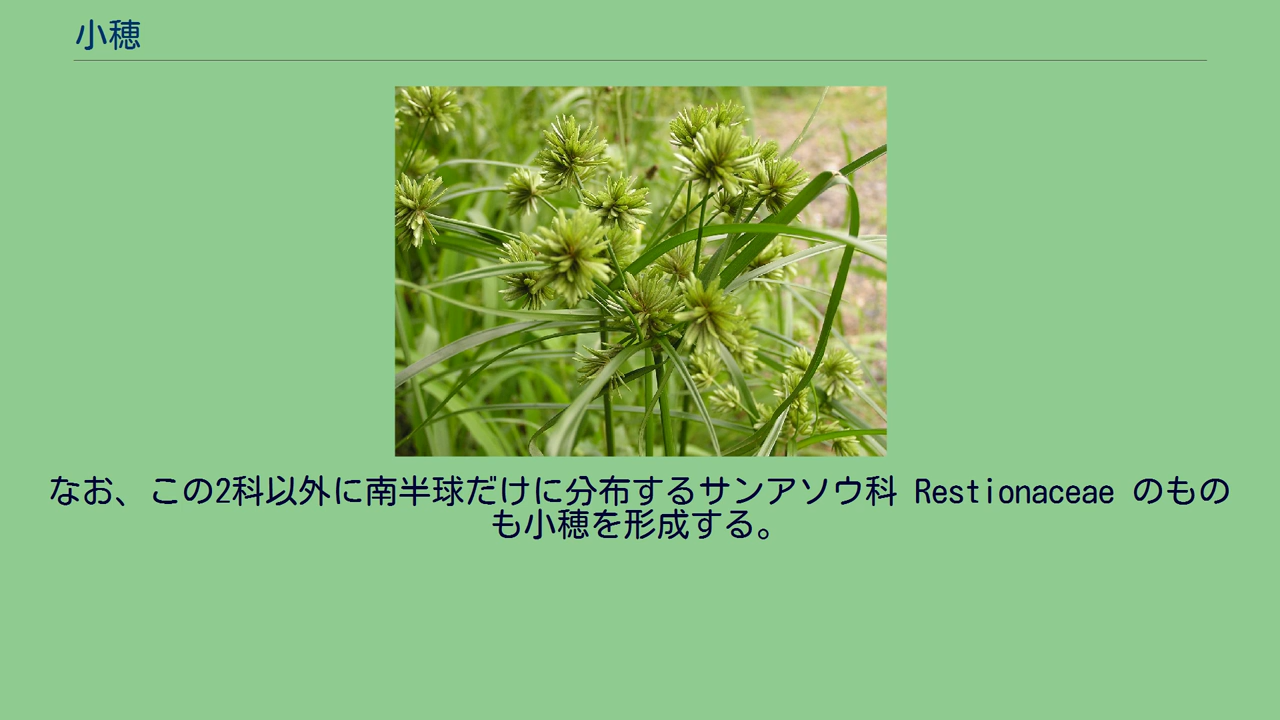 小穂
なお、この2科以外に南半球だけに分布するサンアソウ科 Restionaceae のもの
も小穂を形成する。